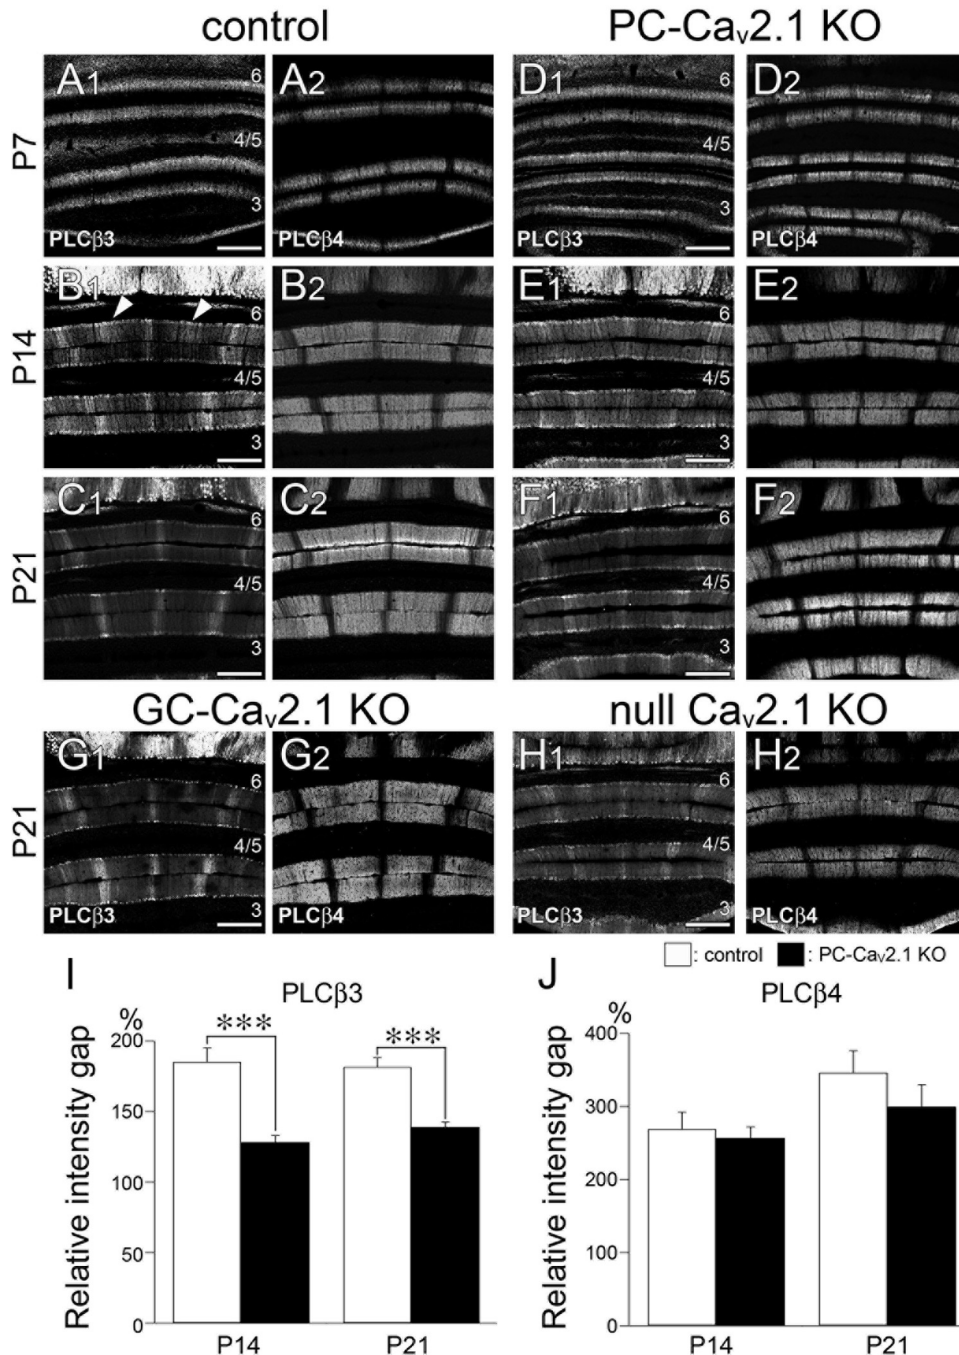 control PC-Cav2.1 KO
P7
A1 A2 D1 D2
6 6
4/5 4/5
3 3
PLCβ3 PLCβ4 PLCβ3 PLCβ4
P14
B1 B2 E1 E2
6 6
4/5 4/5
3 3
P21
C1 C2 F1 F2
6 6
4/5 4/5
3 3
GC-Cav2.1 KO null Cav2.1 KO
P21
G1 G2 H1 H2
6 6
4/5 4/5
3 3
PLCβ3 PLCβ4 PLCβ3 PLCβ4
: control : PC-Cav2.1 KO
I
PLCβ3
%
Relative intensity gap
200
150
100
50
0
***
***
P14 P21
J
PLCβ4
%
Relative intensity gap
400
300
200
100
0
P14 P21